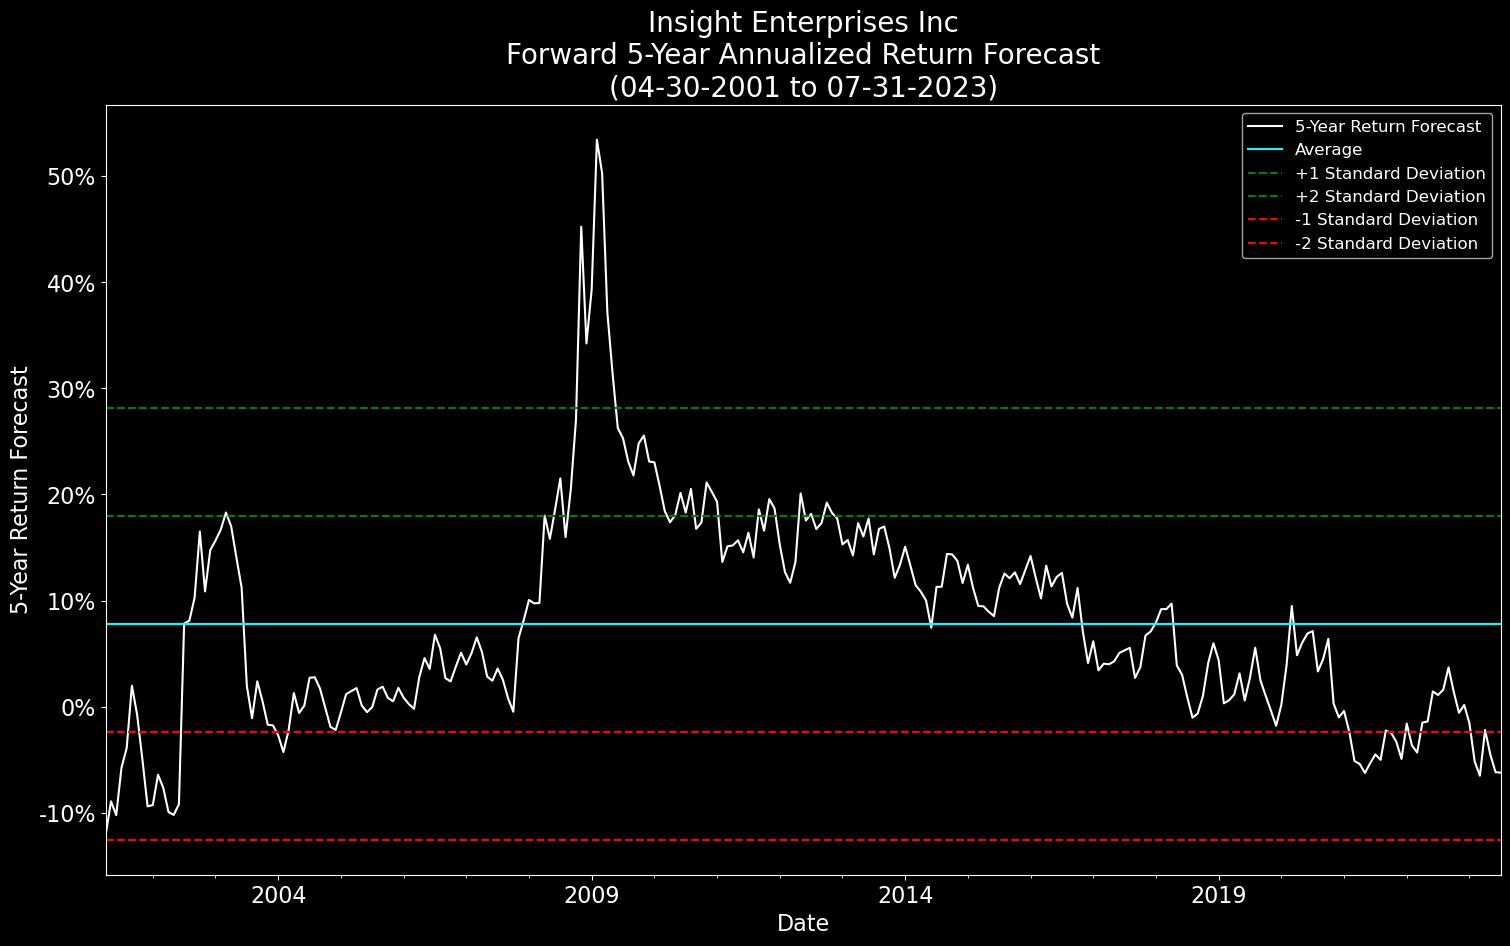 Insight Enterprises Inc
Forward 5-Year Annualized Return Forecast
(04-30-2001 to 07-31-2023)
5-Year Return Forecast
Average
+1 Standard Deviation
+2 Standard Deviation
-1 Standard Deviation
-2 Standard Deviation
5-Year Return Forecast
50%
40%
30%
20%
10%
0%
-10%
2004
2009
2014
2019
Date